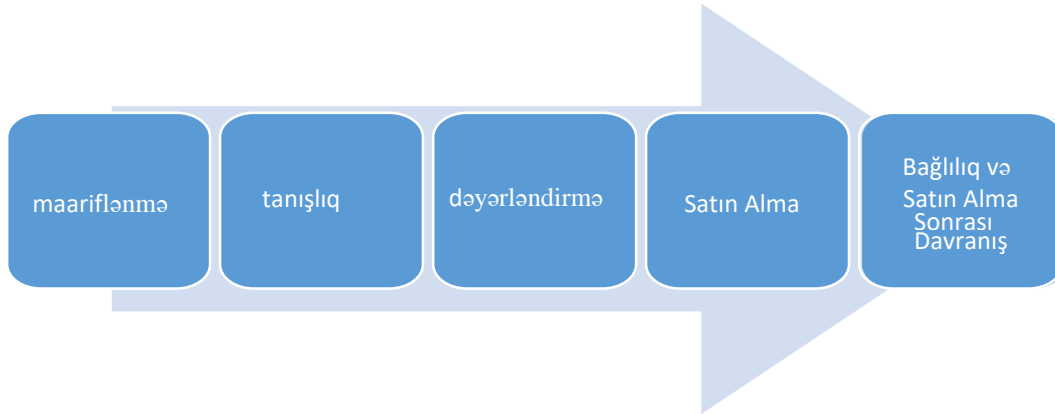 maariflənmə
tanışlıq
dəyərləndirmə
Satın Alma
Bağlılıq və
Satın Alma
Sonrası
Davranış